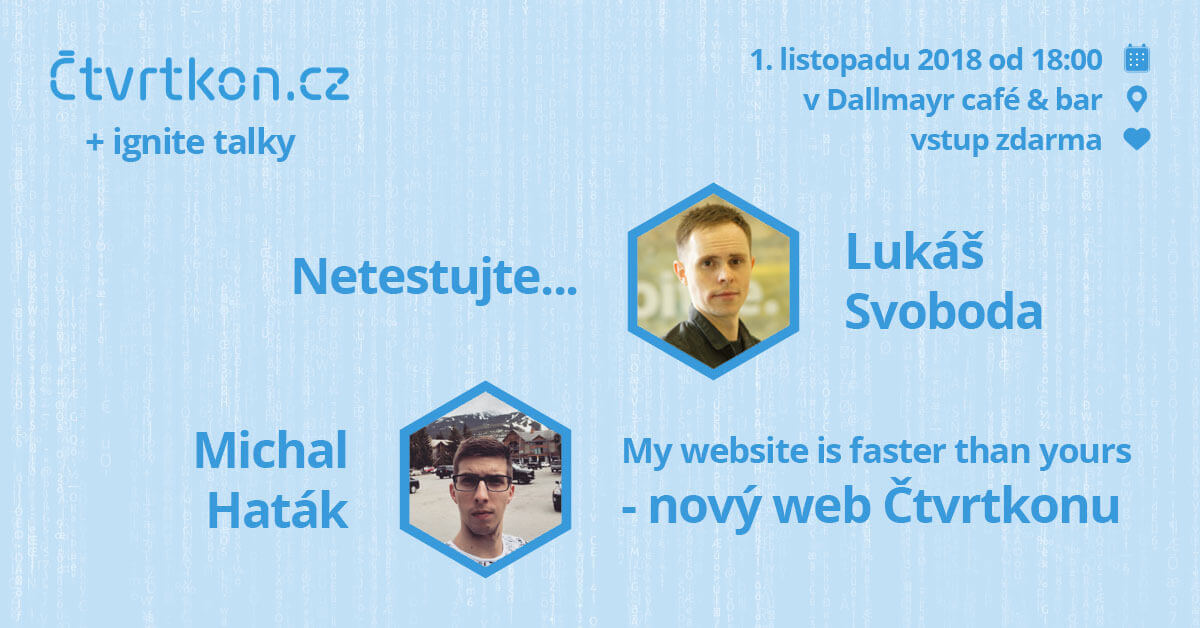 Čtvrtkon.cz
+ ignite talky
1. listopadu 2018 od 18:00
v Dallmayr café & bar
vstup zdarma
Netestujte...
Lukáš
Svoboda
Michal
Haták
My website is faster than yours
- nový web Čtvrtkonu